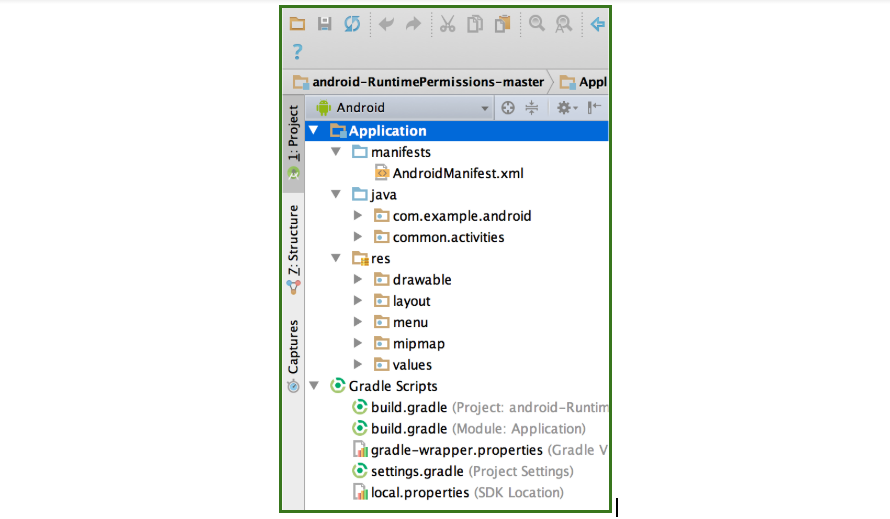 ?
android-RuntimePermissions-master Appl
Android
1: Project
Application
manifests
AndroidManifest.xml
java
com.example.android
7: Structure
common.activities
res
drawable
layout
Captures
menu
mipmap
values
Gradle Scripts
build.gradle (Project: android-Runtim
build.gradle (Module: Application)
gradle-wrapper.properties (Gradle V
settings.gradle (Project Settings)
local.properties (SDK Location)